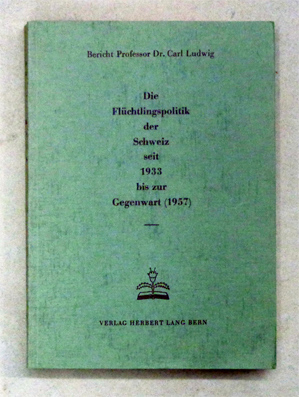 Bericht Professor Dr. Carl Ludwig
Die
Flüchtlingspolitik
der
Schweiz
seit
1933
bis zur
Gegenwart (1957)
VERLAG HERBERT LANG BERN